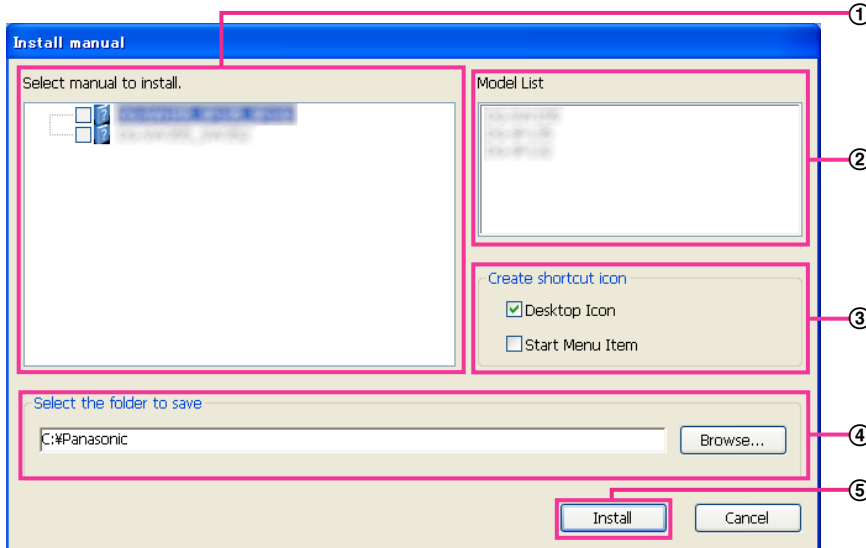 ①
Install manual
Select manual to install.
Model List
②
Create shortcut icon
Desktop Icon
③
Start Menu Item
Select the folder to save
C:¥Panasonic
Browse...
④
⑤
Install
Cancel